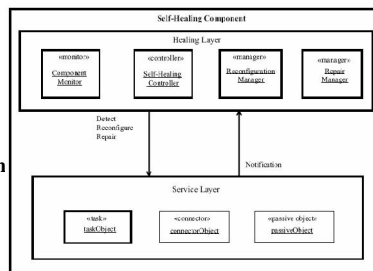 Self-Healing Component
Healing Layer
«monitor»
Component
Monitor
«controller»
Self-Healing
Controller
«manager»
Reconfiguration
Manager
«manager»
Repair
Manager
Detect
Reconfigure
Repair
Notification
Service Layer
«task»
taskObject
«connector»
connectorObject
«passive object»
passiveObject